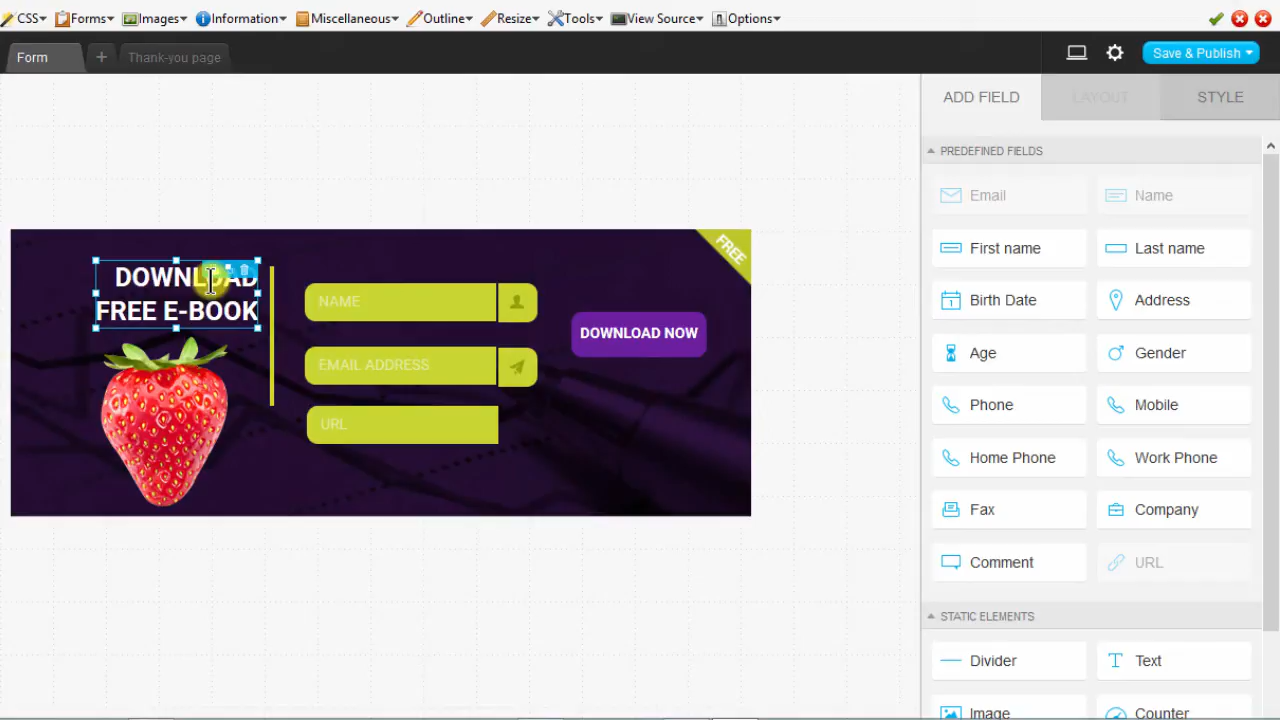 CSS Forms Images Information Miscellaneous Outline Resize Tools View Source Options
Form + Thank-you page Save & Publish
ADD FIELD LAYOUT STYLE
PREDEFINED FIELDS
Email Name
First name Last name
Birth Date Address
Age Gender
Phone Mobile
Home Phone Work Phone
Fax Company
Comment URL
STATIC ELEMENTS
Divider Text
Image Counter
DOWNLOAD
FREE E-BOOK
NAME
EMAIL ADDRESS
URL
DOWNLOAD NOW
FREE